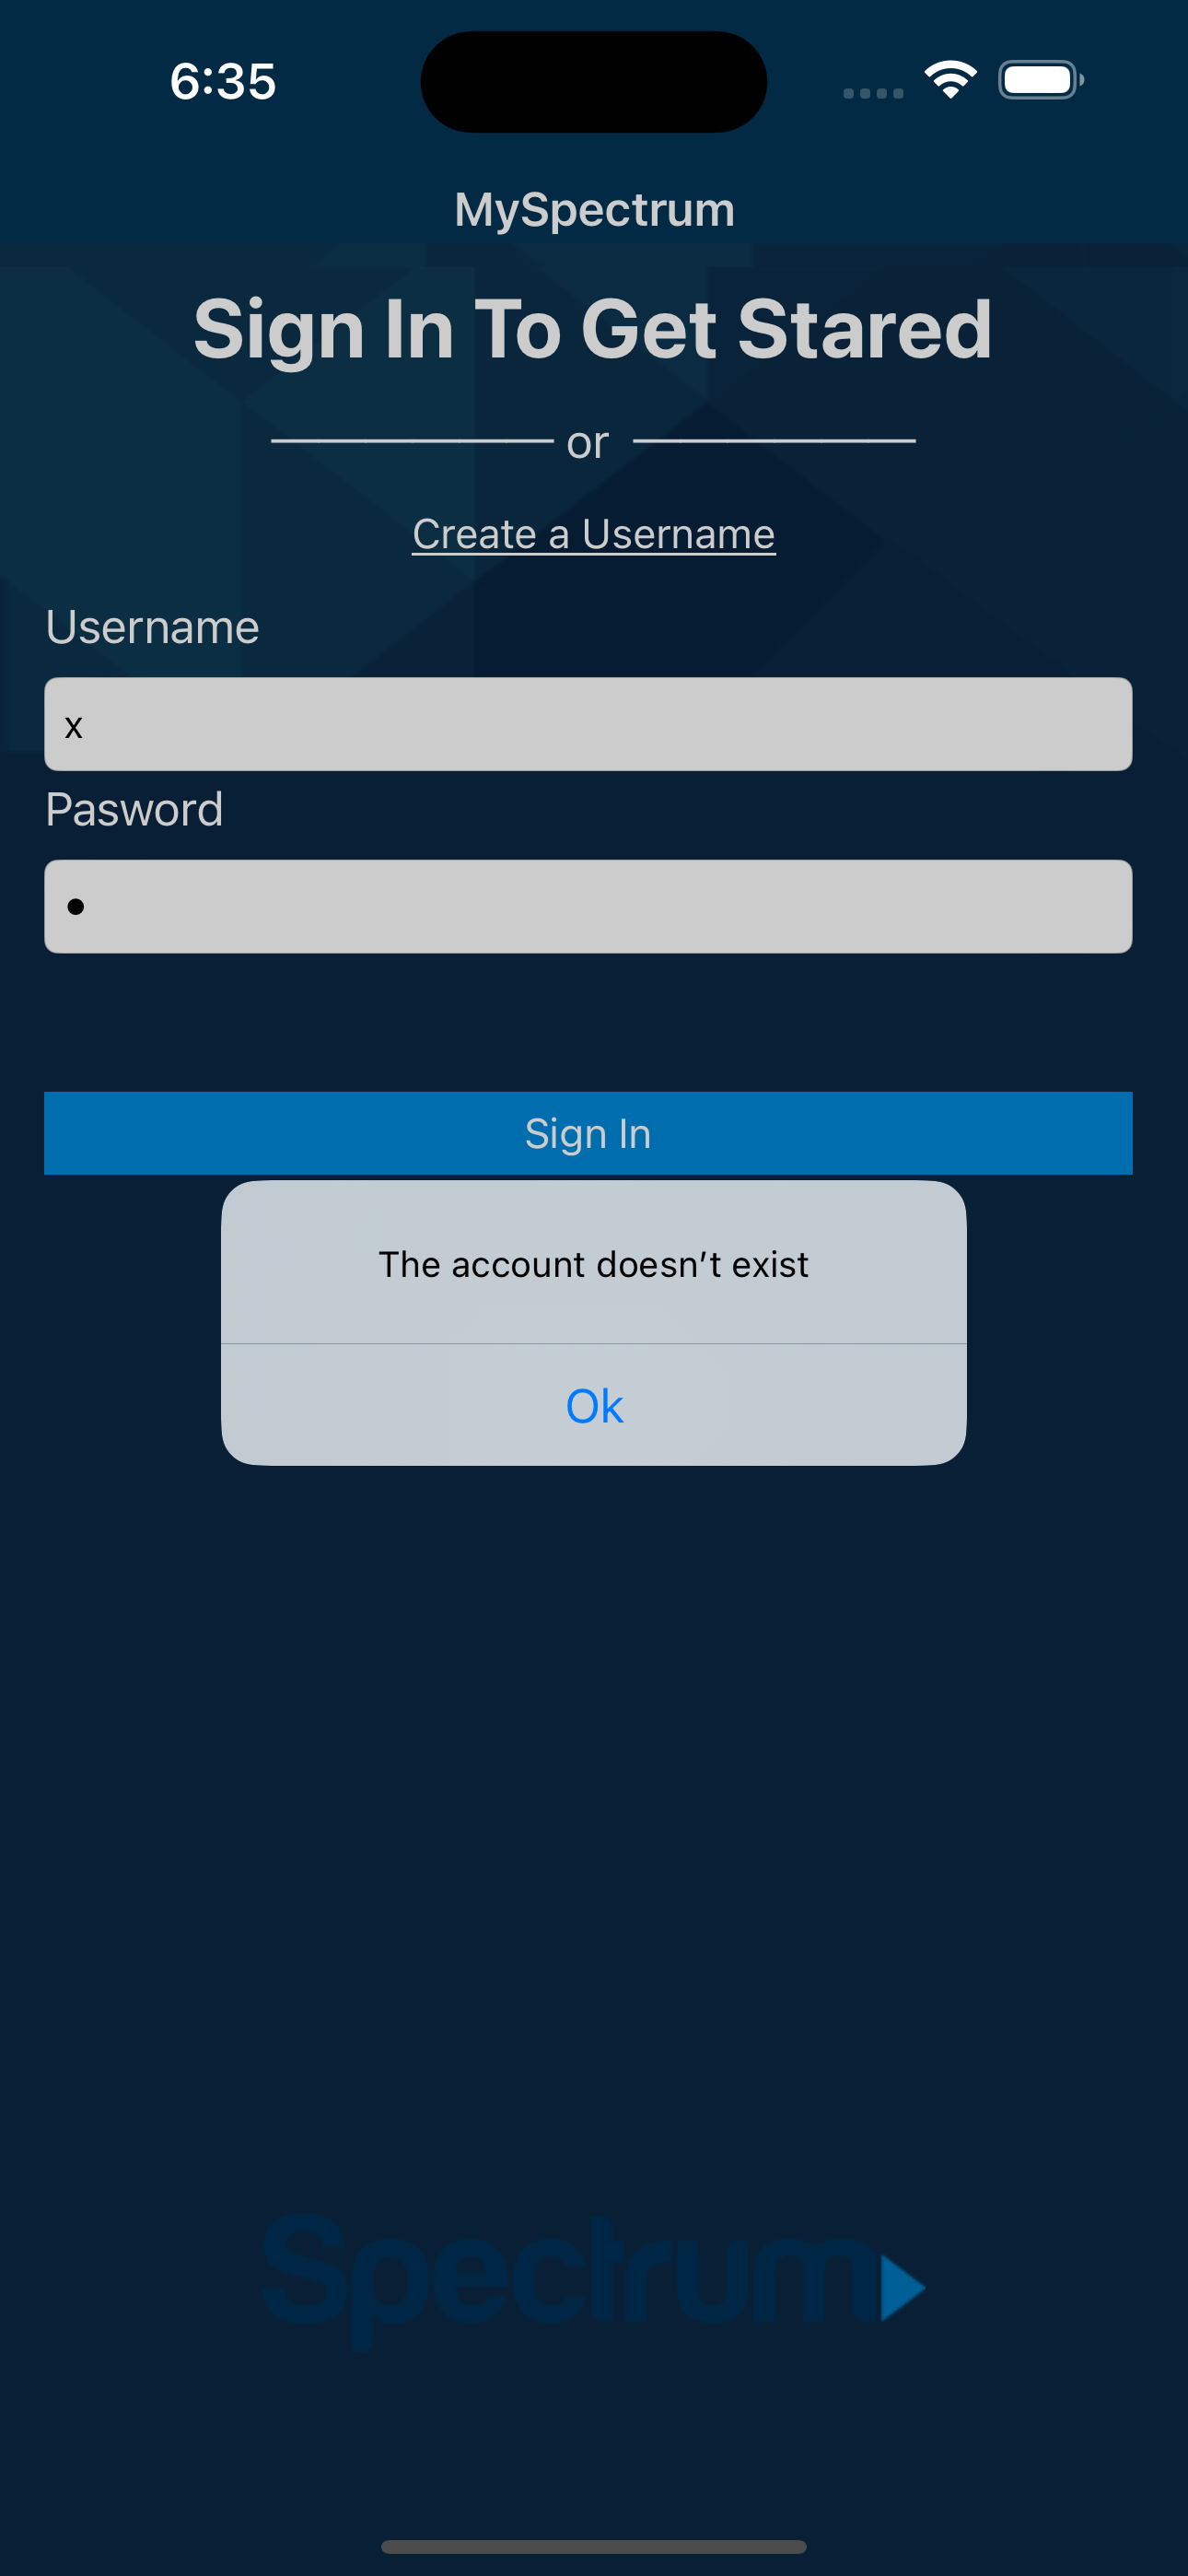 6:35
MySpectrum
Sign In To Get Stared
or
Create a Username
Username
x
Pasword
Sign In
The account doesn’t exist
Ok
Spectrum